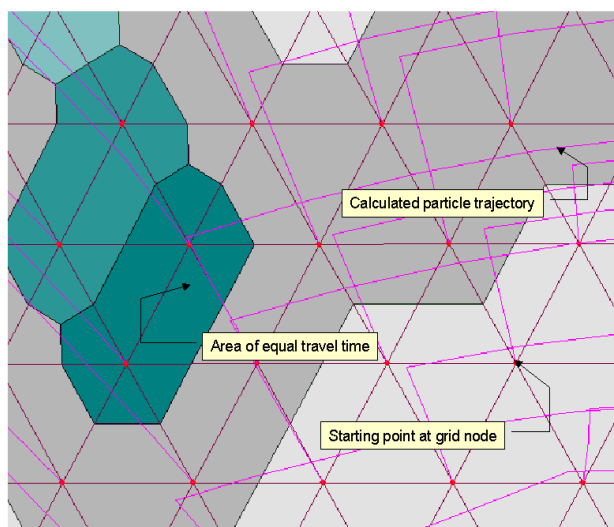 Calculated particle trajectory
Area of equal travel time
Starting point at grid node